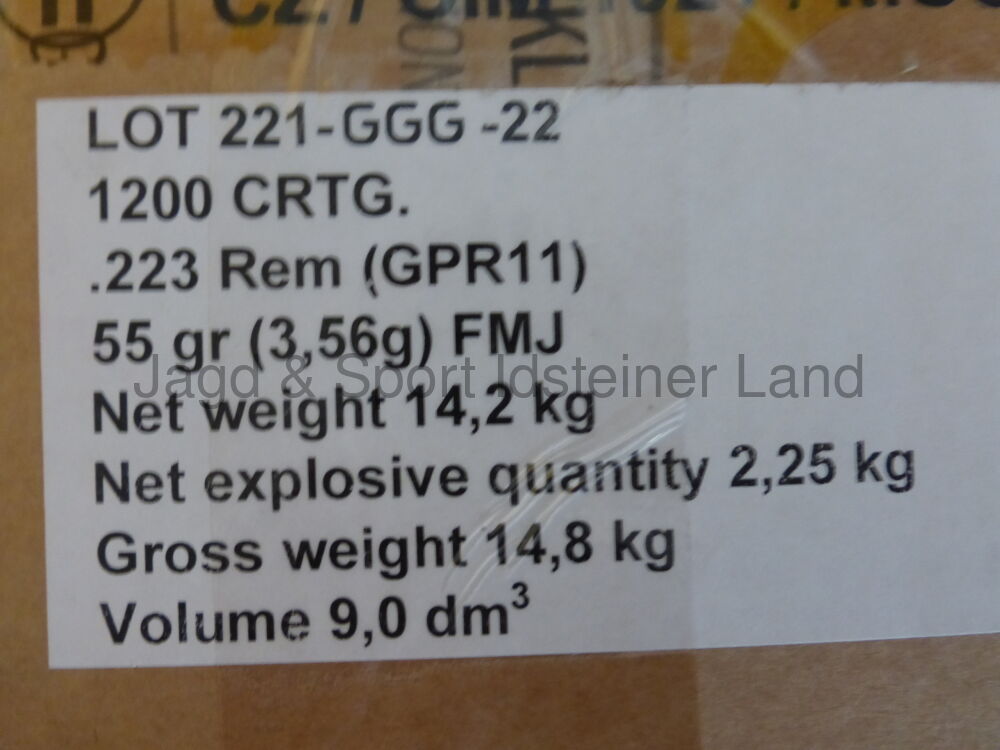 LOT 221-GGG -22
1200 CRTG.
.223 Rem (GPR11)
55 gr (3,56g) FMJ
Jagd & Sport Idsteiner Land
Net weight 14,2 kg
Net explosive quantity 2,25 kg
Gross weight 14,8 kg
Volume 9,0 dm³